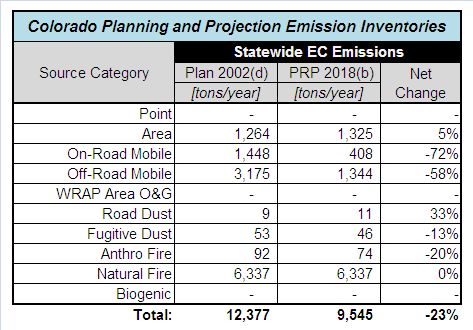 Colorado Planning and Projection Emission Inventories
Statewide EC Emissions
Source Category Plan 2002(d) PRP 2018(b) Net
[tons/year] [tons/year] Change
Point - - -
Area 1,264 1,325 5%
On-Road Mobile 1,448 408 -72%
Off-Road Mobile 3,175 1,344 -58%
WRAP Area O&G - - -
Road Dust 9 11 33%
Fugitive Dust 53 46 -13%
Anthro Fire 92 74 -20%
Natural Fire 6,337 6,337 0%
Biogenic - - -
Total: 12,377 9,545 -23%